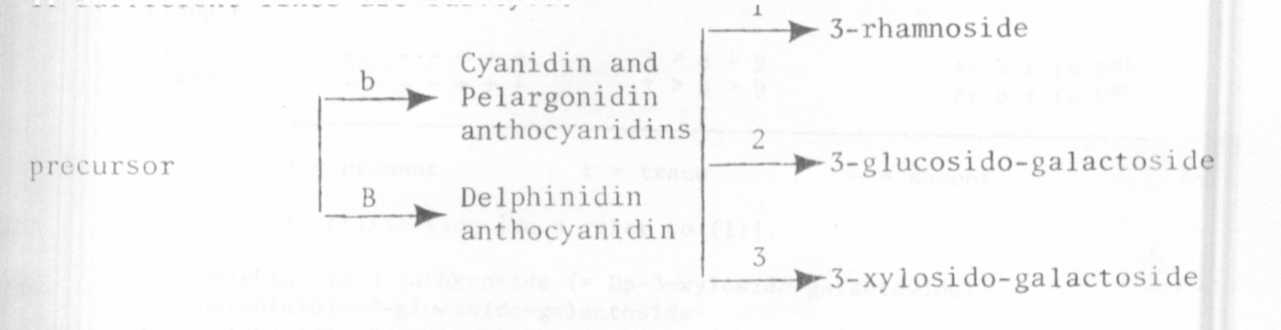 1
3-rhamnoside
b
Cyanidin and
Pelargonidin
anthocyanidins
2
precursor
3-glucosido-galactoside
B
Delphinidin
anthocyanidin
3
3-xylosido-galactoside